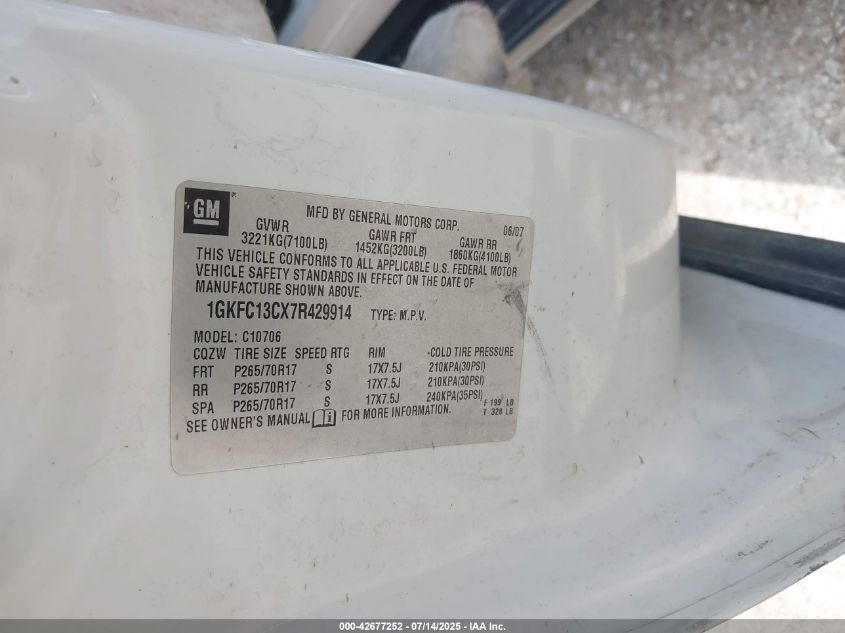 GM
MFD BY GENERAL MOTORS CORP. 06/07
GVWR GAWR FRT GAWR RR
3221KG(7100LB) 1452KG(3200LB) 1860KG(4100LB)
THIS VEHICLE CONFORMS TO ALL APPLICABLE U.S. FEDERAL MOTOR
VEHICLE SAFETY STANDARDS IN EFFECT ON THE DATE OF
MANUFACTURE SHOWN ABOVE.
1GKFC13CX7R429914 TYPE: M.P.V.
MODEL: C10706
CQZW TIRE SIZE SPEED RTG RIM -COLD TIRE PRESSURE
FRT P265/70R17 S 17X7.5J 210KPA(30PSI)
RR P265/70R17 S 17X7.5J 210KPA(30PSI)
SPA P265/70R17 S 17X7.5J 240KPA(35PSI) F 199 LB
SEE OWNER'S MANUAL FOR MORE INFORMATION. T 328 LB
000-42677252 - 07/14/2025 - IAA Inc.